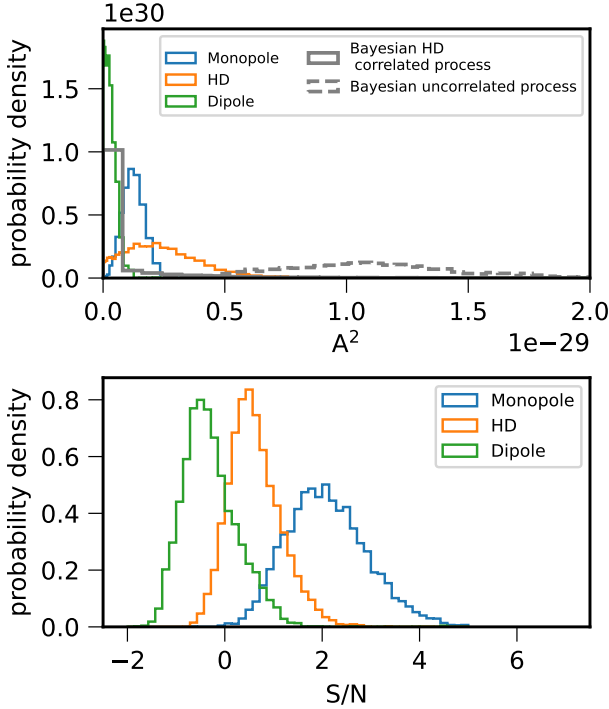 1e30
probability density
1.5
1.0
0.5
0.0
Monopole
HD
Dipole
Bayesian HD
correlated process
Bayesian uncorrelated process
0.0 0.5 1.0 1.5 2.0
A²
1e−29
probability density
0.8
0.6
0.4
0.2
0.0
Monopole
HD
Dipole
−2 0 2 4 6
S/N